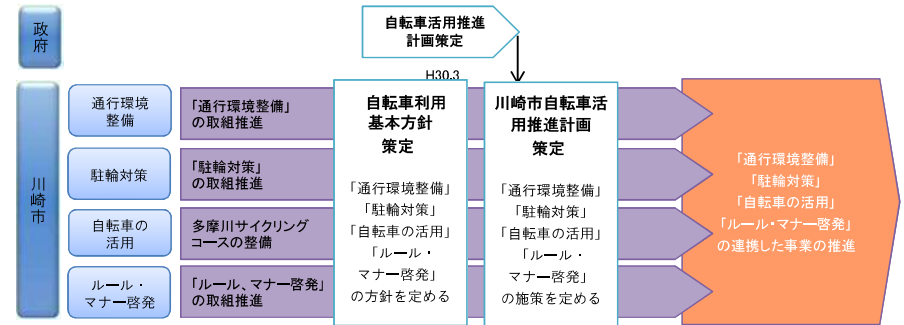 政府
自転車活用推進
計画策定
H30.3
川崎市
通行環境
整備
「通行環境整備」
の取組推進
駐輪対策
「駐輪対策」
の取組推進
自転車の
活用
多摩川サイクリング
コースの整備
ルール・
マナー啓発
「ルール、マナー啓発」
の取組推進
自転車利用
基本方針
策定
「通行環境整備」
「駐輪対策」
「自転車の活用」
「ルール・
マナー啓発」
の方針を定める
川崎市自転車活
用推進計画
策定
「通行環境整備」
「駐輪対策」
「自転車の活用」
「ルール・
マナー啓発」
の施策を定める
「通行環境整備」
「駐輪対策」
「自転車の活用」
「ルール・マナー啓発」
の連携した事業の推進